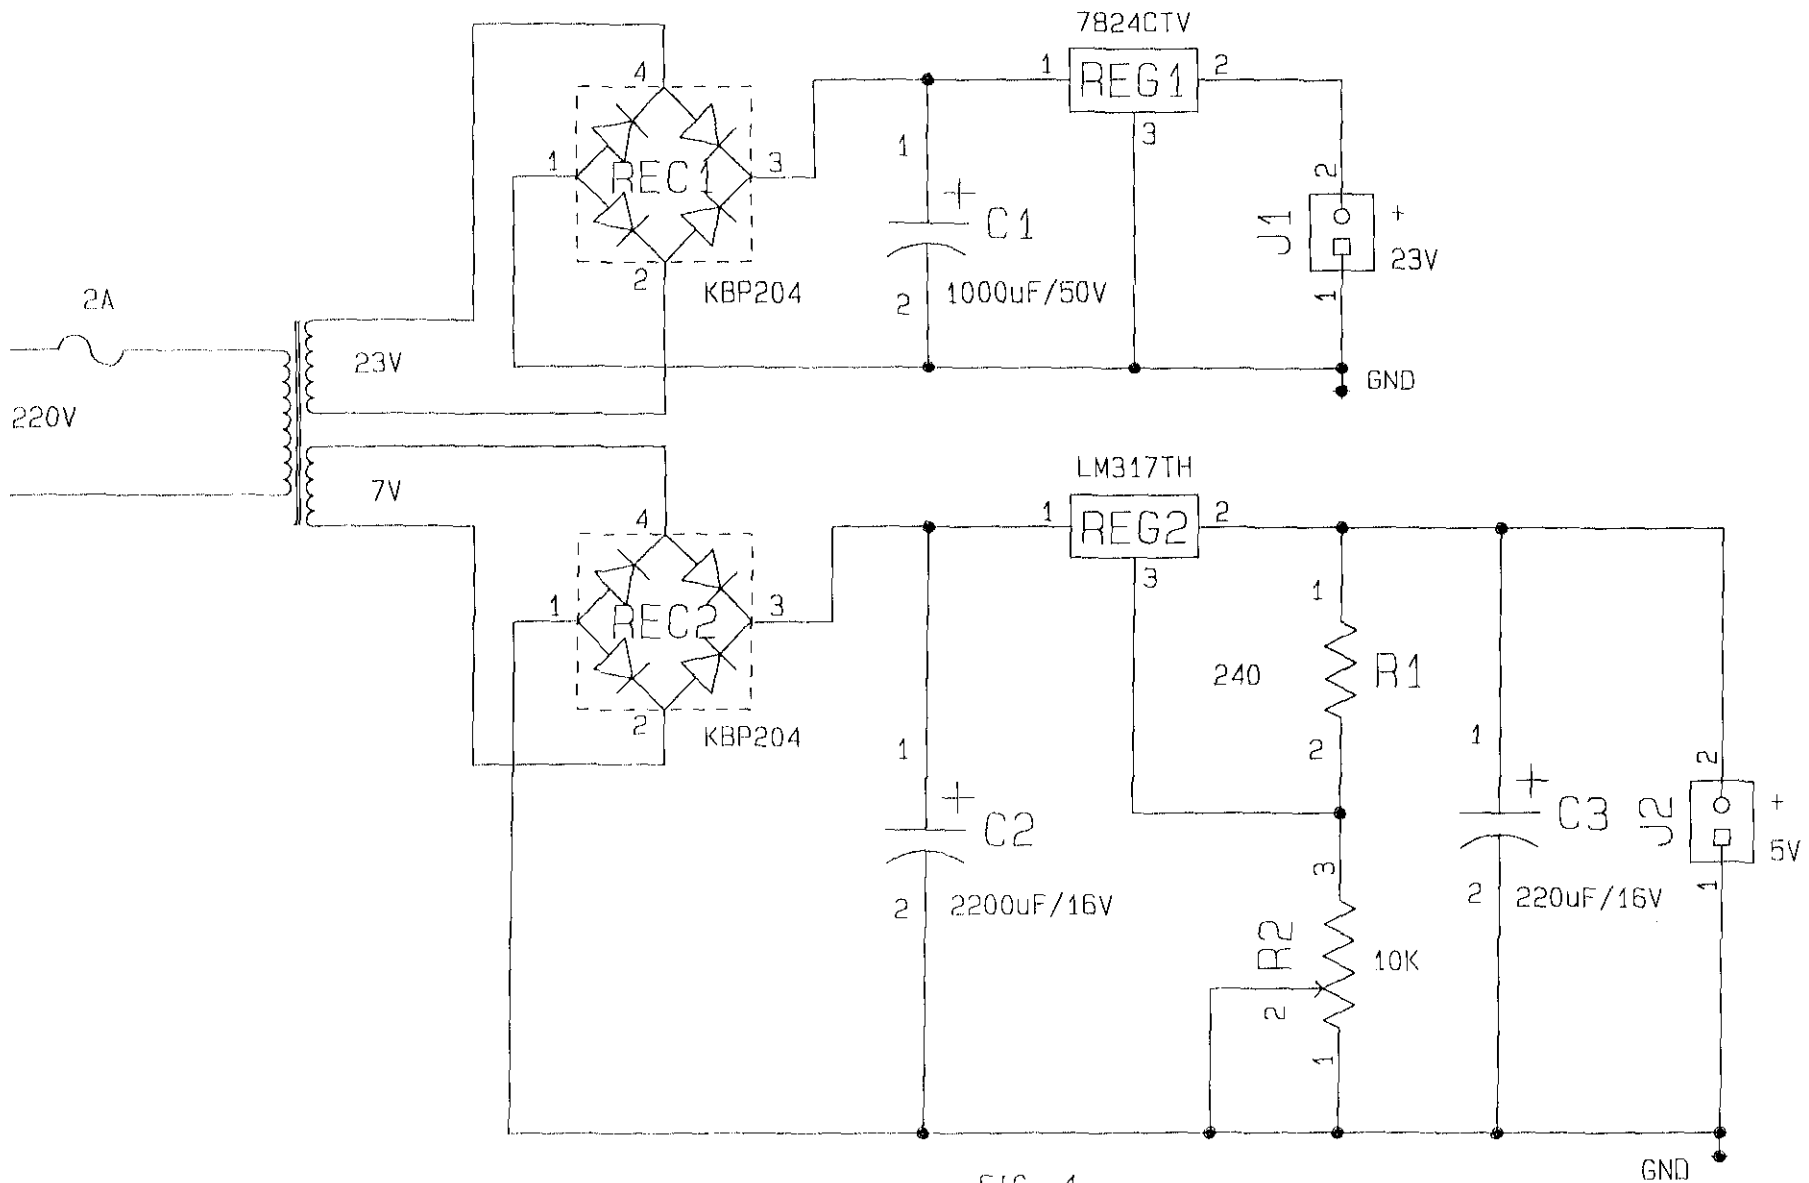 7824CTV
4
1
REG1
2
3
1
REC1
3
1
2
+
C1
J1
+
23V
2
KBP204
2
1000uF/50V
1
2A
23V
GND
220V
7V
LM317TH
4
1
REG2
2
3
1
REC2
3
1
240
R1
2
KBP204
1
2
1
2
+
C2
+
C3
J2
+
5V
3
2
2200uF/16V
2
220uF/16V
1
R2
10K
2
1
GND